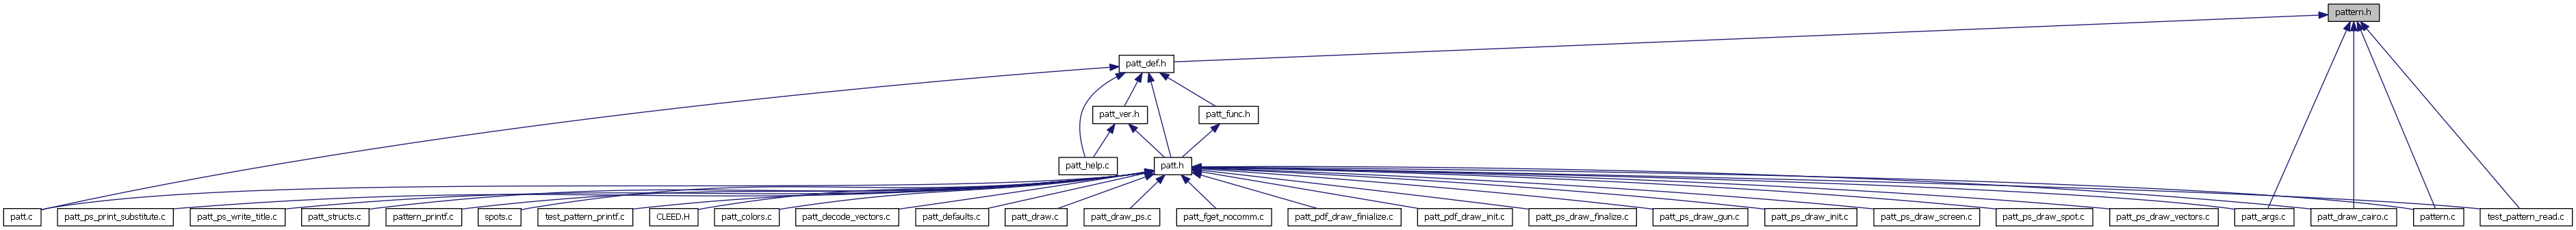 pattern.h
patt_def.h
patt_ver.h
patt_func.h
patt_help.c
patt.h
patt.c
patt_ps_print_substitute.c
patt_ps_write_title.c
patt_structs.c
pattern_printf.c
spots.c
test_pattern_printf.c
CLEED.H
patt_colors.c
patt_decode_vectors.c
patt_defaults.c
patt_draw.c
patt_draw_ps.c
patt_fget_nocomm.c
patt_pdf_draw_finialize.c
patt_pdf_draw_init.c
patt_ps_draw_finalize.c
patt_ps_draw_gun.c
patt_ps_draw_init.c
patt_ps_draw_screen.c
patt_ps_draw_spot.c
patt_ps_draw_vectors.c
patt_args.c
patt_draw_cairo.c
pattern.c
test_pattern_read.c